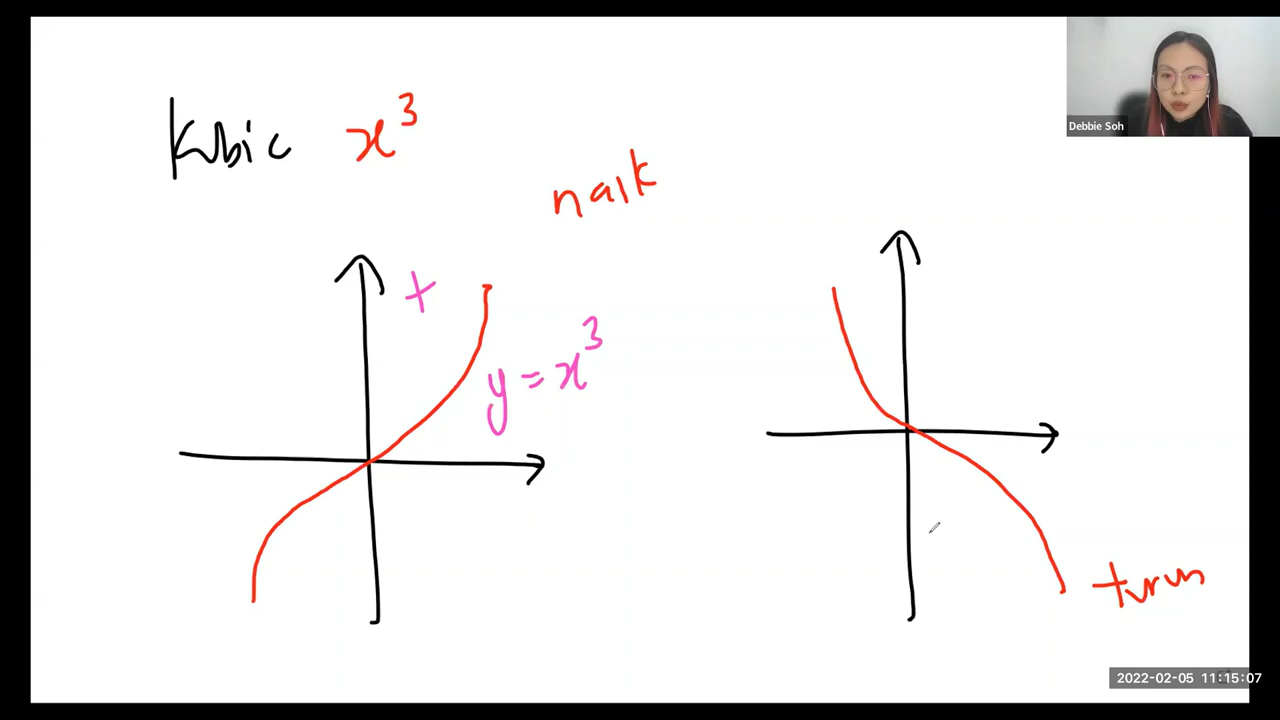 Kubic x³
naik
+
y = x³
turun
Debbie Soh
2022-02-05 11:15:07